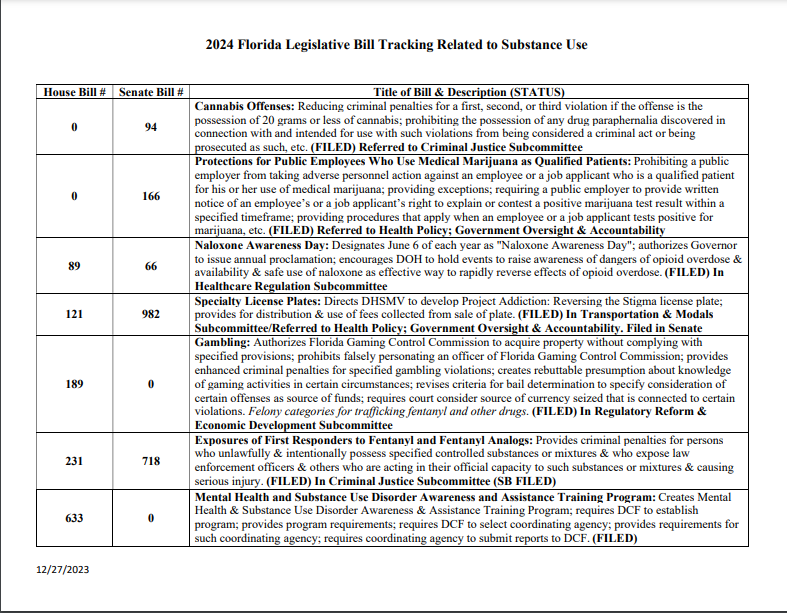 2024 Florida Legislative Bill Tracking Related to Substance Use
House Bill # Senate Bill # Title of Bill & Description (STATUS)
0 94 Cannabis Offenses: Reducing criminal penalties for a first, second, or third violation if the offense is the
possession of 20 grams or less of cannabis; prohibiting the possession of any drug paraphernalia discovered in
connection with and intended for use with such violations from being considered a criminal act or being
prosecuted as such, etc. (FILED) Referred to Criminal Justice Subcommittee
0 166 Protections for Public Employees Who Use Medical Marijuana as Qualified Patients: Prohibiting a public
employer from taking adverse personnel action against an employee or a job applicant who is a qualified patient
for his or her use of medical marijuana; providing exceptions; requiring a public employer to provide written
notice of an employee's or a job applicant's right to explain or contest a positive marijuana test result within a
specified timeframe; providing procedures that apply when an employee or a job applicant tests positive for
marijuana, etc. (FILED) Referred to Health Policy; Government Oversight & Accountability
89 66 Naloxone Awareness Day: Designates June 6 of each year as "Naloxone Awareness Day"; authorizes Governor
to issue annual proclamation; encourages DOH to hold events to raise awareness of dangers of opioid overdose &
availability & safe use of naloxone as effective way to rapidly reverse effects of opioid overdose. (FILED) In
Healthcare Regulation Subcommittee
121 982 Specialty License Plates: Directs DHSMV to develop Project Addiction: Reversing the Stigma license plate;
provides for distribution & use of fees collected from sale of plate. (FILED) In Transportation & Modals
Subcommittee/Referred to Health Policy; Government Oversight & Accountability. Filed in Senate
189 0 Gambling: Authorizes Florida Gaming Control Commission to acquire property without complying with
specified provisions; prohibits falsely personating an officer of Florida Gaming Control Commission; provides
enhanced criminal penalties for specified gambling violations; creates rebuttable presumption about knowledge
of gaming activities in certain circumstances; revises criteria for bail determination to specify consideration of
certain offenses as source of funds; requires court consider source of currency seized that is connected to certain
violations. Felony categories for trafficking fentanyl and other drugs. (FILED) In Regulatory Reform &
Economic Development Subcommittee
231 718 Exposures of First Responders to Fentanyl and Fentanyl Analogs: Provides criminal penalties for persons
who unlawfully & intentionally possess specified controlled substances or mixtures & who expose law
enforcement officers & others who are acting in their official capacity to such substances or mixtures & causing
serious injury. (FILED) In Criminal Justice Subcommittee (SB FILED)
633 0 Mental Health and Substance Use Disorder Awareness and Assistance Training Program: Creates Mental
Health & Substance Use Disorder Awareness & Assistance Training Program; requires DCF to establish
program; provides program requirements; requires DCF to select coordinating agency; provides requirements for
such coordinating agency; requires coordinating agency to submit reports to DCF. (FILED)
12/27/2023